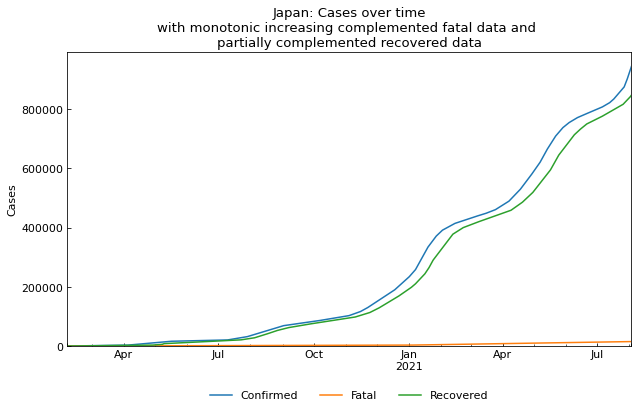 Japan: Cases over time
with monotonic increasing complemented fatal data and
partially complemented recovered data
Cases
800000
600000
400000
200000
0
Apr
Jul
Oct
Jan
2021
Apr
Jul
Confirmed
Fatal
Recovered